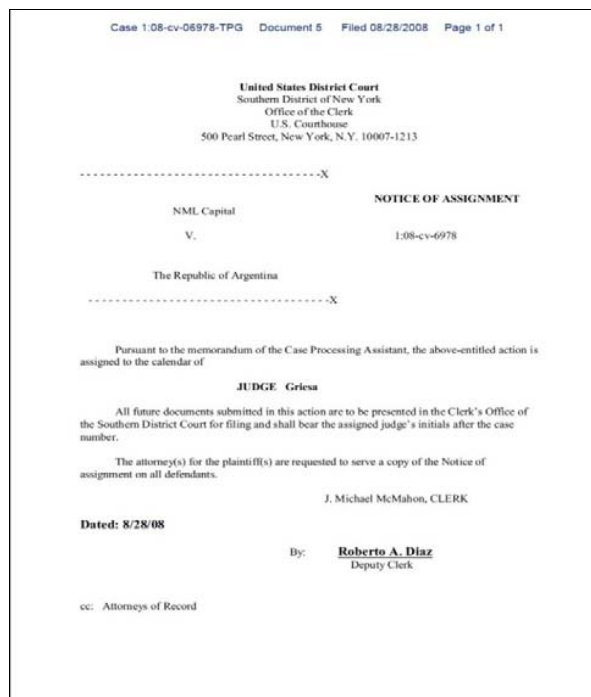 Case 1:08-cv-06978-TPG Document 5 Filed 08/28/2008 Page 1 of 1
United States District Court
Southern District of New York
Office of the Clerk
U.S. Courthouse
500 Pearl Street, New York, N.Y. 10007-1213
- - - - - - - - - - - - - - - - - - - - - - - - - - - - - - - - - - - -X
NOTICE OF ASSIGNMENT
NML Capital
V. 1:08-cv-6978
The Republic of Argentina
- - - - - - - - - - - - - - - - - - - - - - - - - - - - - - - - - - - -X
Pursuant to the memorandum of the Case Processing Assistant, the above-entitled action is
assigned to the calendar of
JUDGE Griesa
All future documents submitted in this action are to be presented in the Clerk's Office of
the Southern District Court for filing and shall bear the assigned judge's initials after the case
number.
The attorney(s) for the plaintiff(s) are requested to serve a copy of the Notice of
assignment on all defendants.
J. Michael McMahon, CLERK
Dated: 8/28/08
By: Roberto A. Diaz
Deputy Clerk
cc: Attorneys of Record